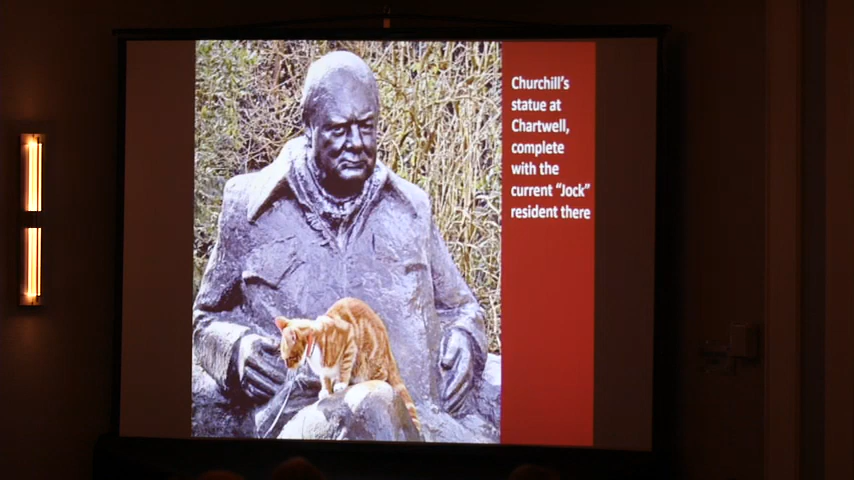 Churchill's
statue at
Chartwell,
complete
with the
current “Jock”
resident there